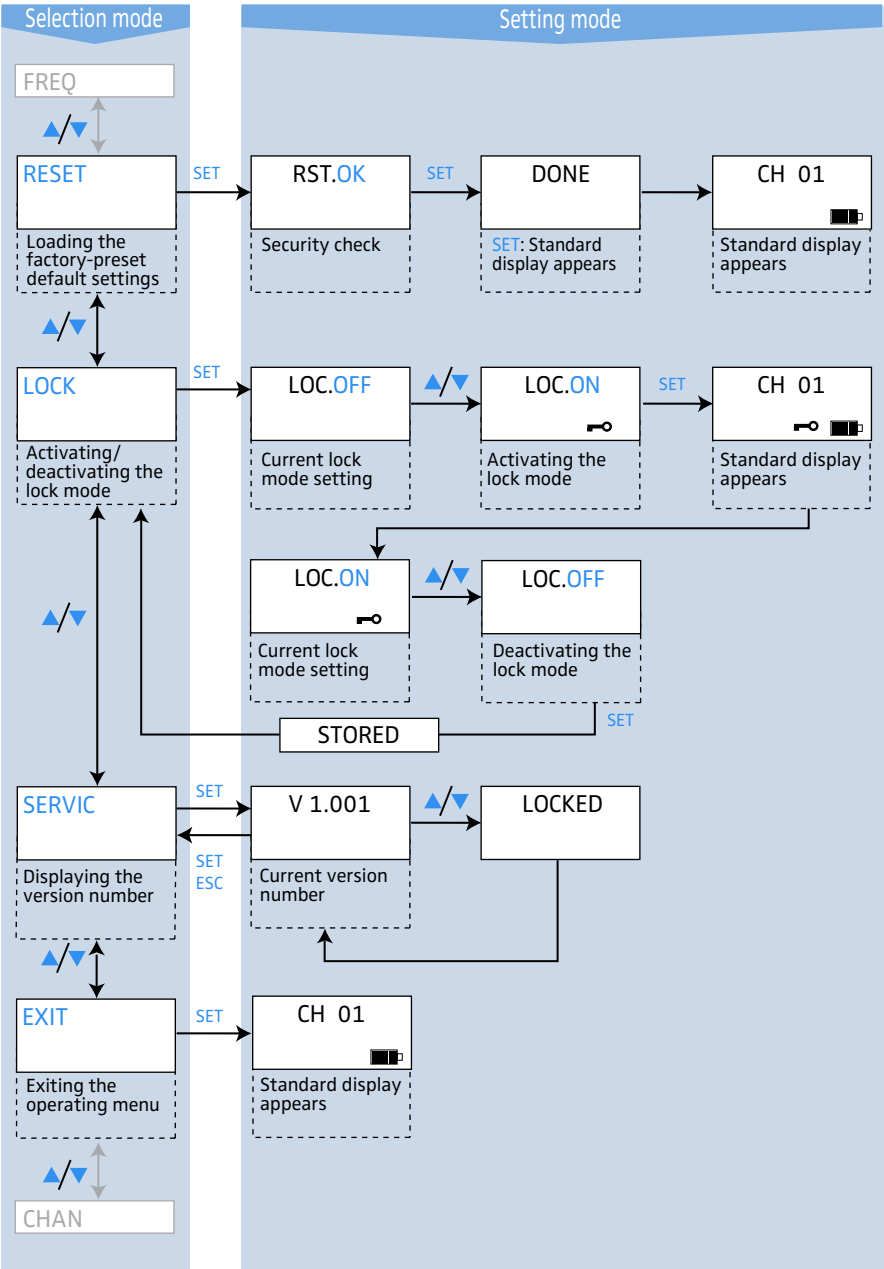 Selection mode
Setting mode
FREQ
▲/▼
RESET
SET
RST.OK
SET
DONE
CH 01
Loading the
factory-preset
default settings
Security check
SET: Standard
display appears
Standard display
appears
▲/▼
LOCK
SET
LOC.OFF
▲/▼
LOC.ON
SET
CH 01
Activating/
deactivating the
lock mode
Current lock
mode setting
Activating the
lock mode
Standard display
appears
▲/▼
LOC.ON
▲/▼
LOC.OFF
Current lock
mode setting
Deactivating the
lock mode
SET
STORED
SERVIC
SET
V 1.001
▲/▼
LOCKED
SET
ESC
Displaying the
version number
Current version
number
▲/▼
EXIT
SET
CH 01
Exiting the
operating menu
Standard display
appears
▲/▼
CHAN